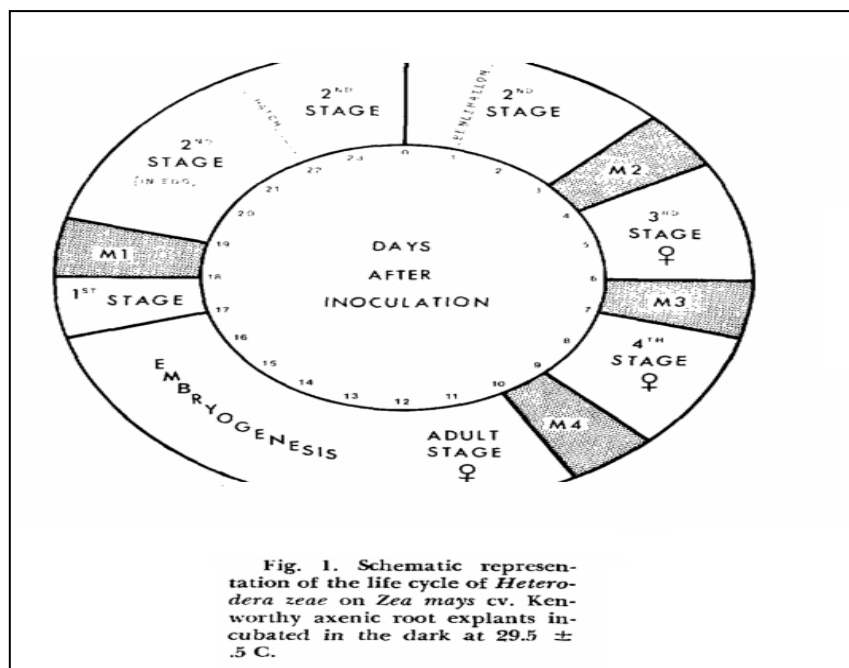 2ND
STAGE
2ND
STAGE
HATCH
2ND
STAGE
(IN EGG)
M1
1ST STAGE
EMBRYOGENESIS
M2
3ND
STAGE
♀
M3
4TH
STAGE
♀
M4
ADULT
STAGE
♀
0
1
2
3
4
5
6
7
8
9
10
11
12
13
14
15
16
17
18
19
20
21
22
23
DAYS
AFTER
INOCULATION
Fig. 1. Schematic represen-
tation of the life cycle of Hetero-
dera zeae on Zea mays cv. Ken-
worthy axenic root explants in-
cubated in the dark at 29.5 ±
.5 C.